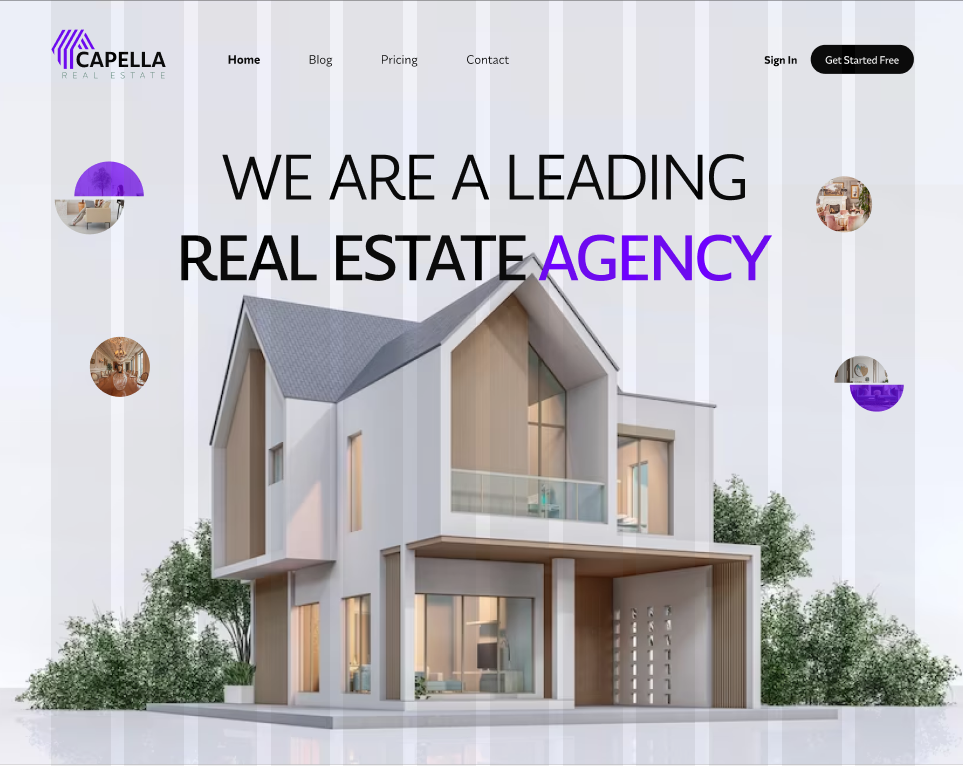 CAPELLA
REAL ESTATE
Home
Blog
Pricing
Contact
Sign In
Get Started Free
WE ARE A LEADING
REAL ESTATE AGENCY